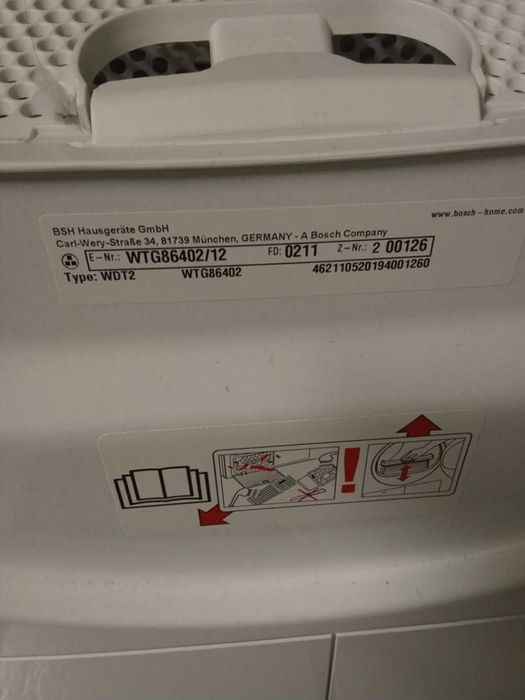 www.bosch-home.com
BSH Hausgeräte GmbH
Carl-Wery-Straße 34, 81739 München, GERMANY - A Bosch Company
E-Nr.: WTG86402/12 FD: 0211 Z-Nr.: 2 00126
Type: WDT2 WTG86402 462110520194001260